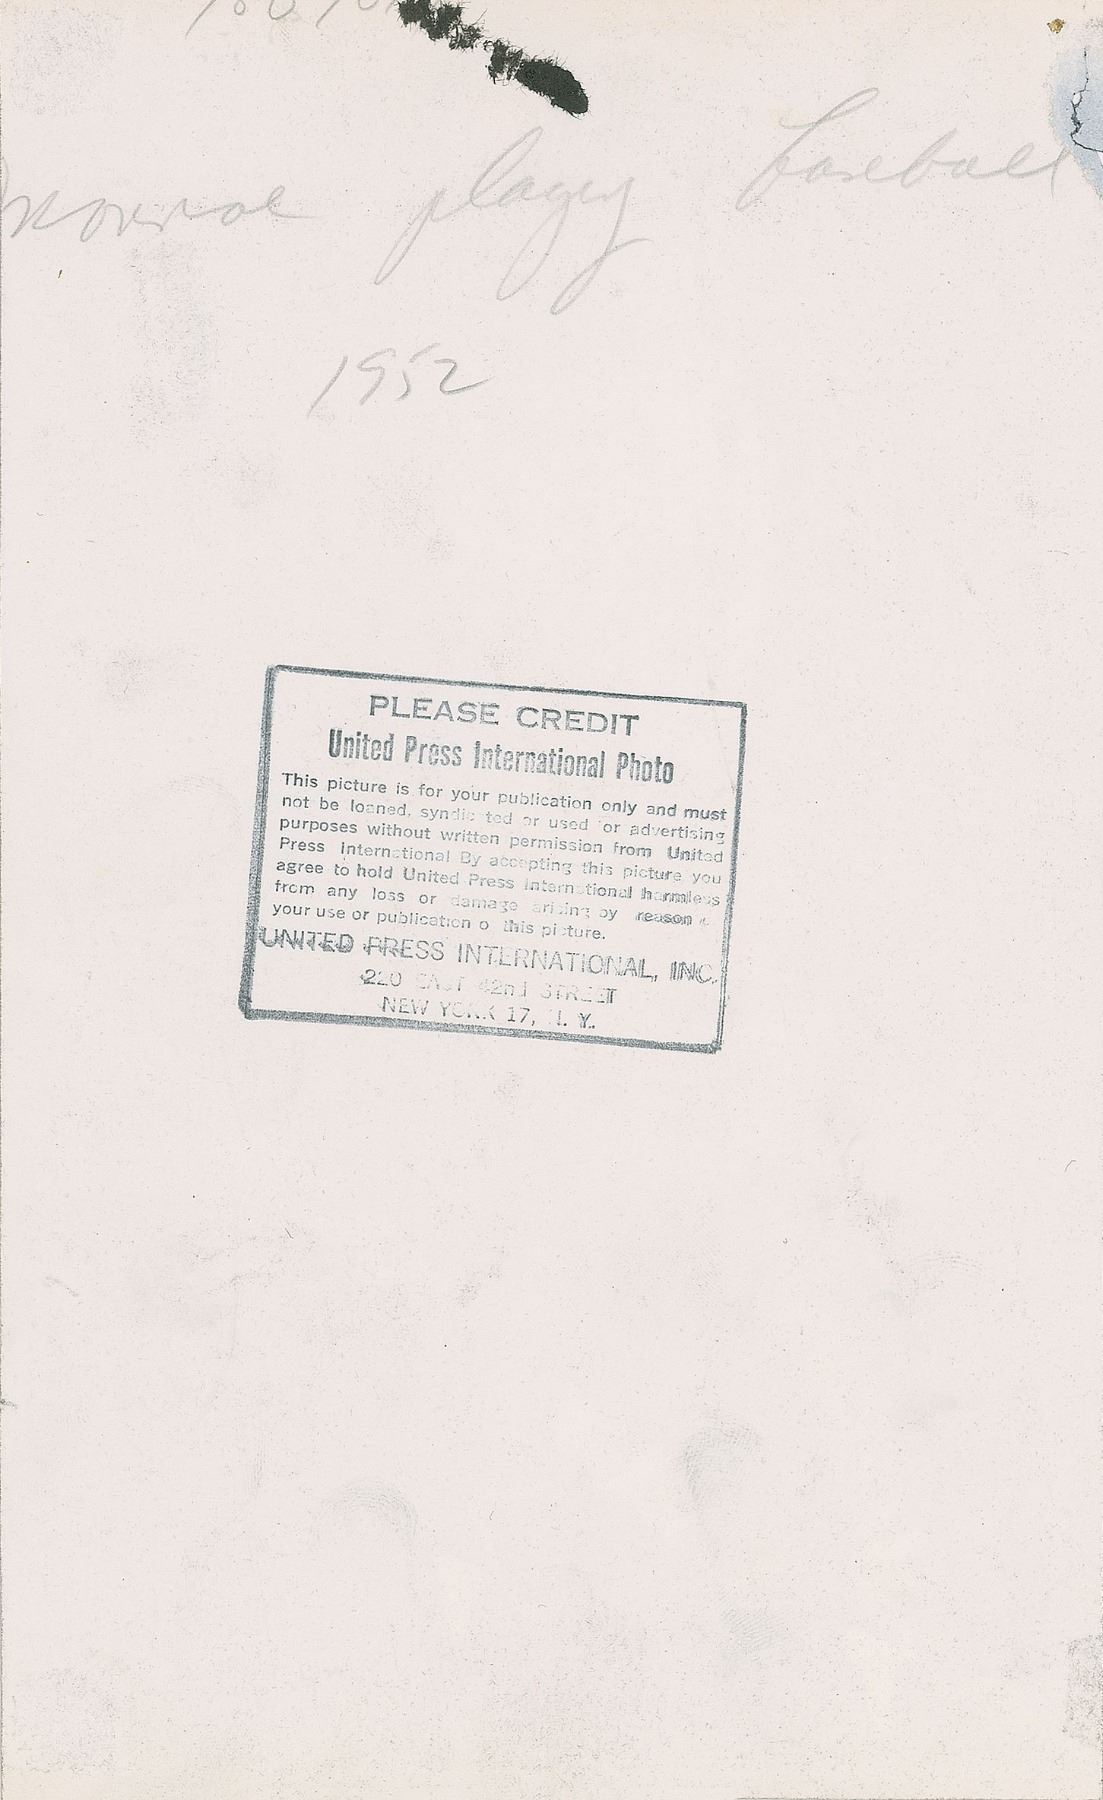 Monroe plays baseball
1952
PLEASE CREDIT
United Press International Photo
This picture is for your publication only and must
not be loaned, syndic ted or used or advertising
purposes without written permission from United
Press International By accepting this picture you
agree to hold United Press International harmless
from any loss or damage arising by reason
your use or publication o this picture.
UNITED PRESS INTERNATIONAL, INC.
220 EAST 42nd STREET
NEW YORK 17, N. Y.